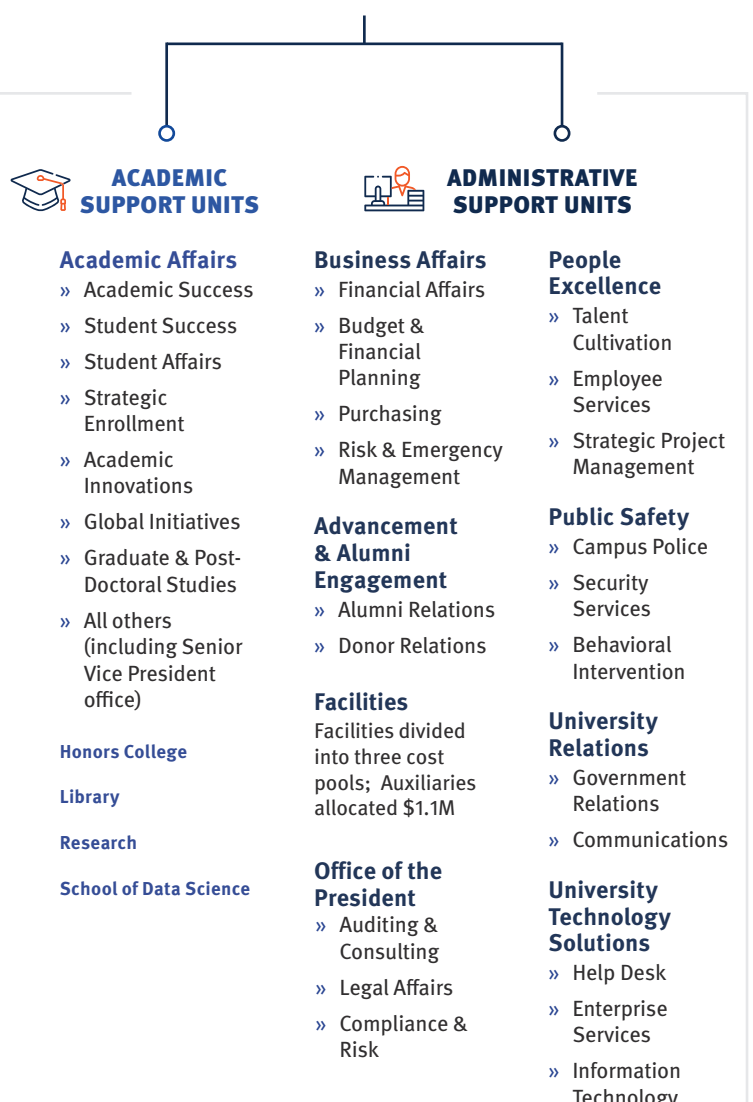 ACADEMIC
SUPPORT UNITS
Academic Affairs
» Academic Success
» Student Success
» Student Affairs
» Strategic
Enrollment
» Academic
Innovations
» Global Initiatives
» Graduate & Post-
Doctoral Studies
» All others
(including Senior
Vice President
office)
Honors College
Library
Research
School of Data Science
ADMINISTRATIVE
SUPPORT UNITS
Business Affairs
» Financial Affairs
» Budget &
Financial
Planning
» Purchasing
» Risk & Emergency
Management
Advancement
& Alumni
Engagement
» Alumni Relations
» Donor Relations
Facilities
Facilities divided
into three cost
pools; Auxiliaries
allocated $1.1M
Office of the
President
» Auditing &
Consulting
» Legal Affairs
» Compliance &
Risk
People
Excellence
» Talent
Cultivation
» Employee
Services
» Strategic Project
Management
Public Safety
» Campus Police
» Security
Services
» Behavioral
Intervention
University
Relations
» Government
Relations
» Communications
University
Technology
Solutions
» Help Desk
» Enterprise
Services
» Information
Technology